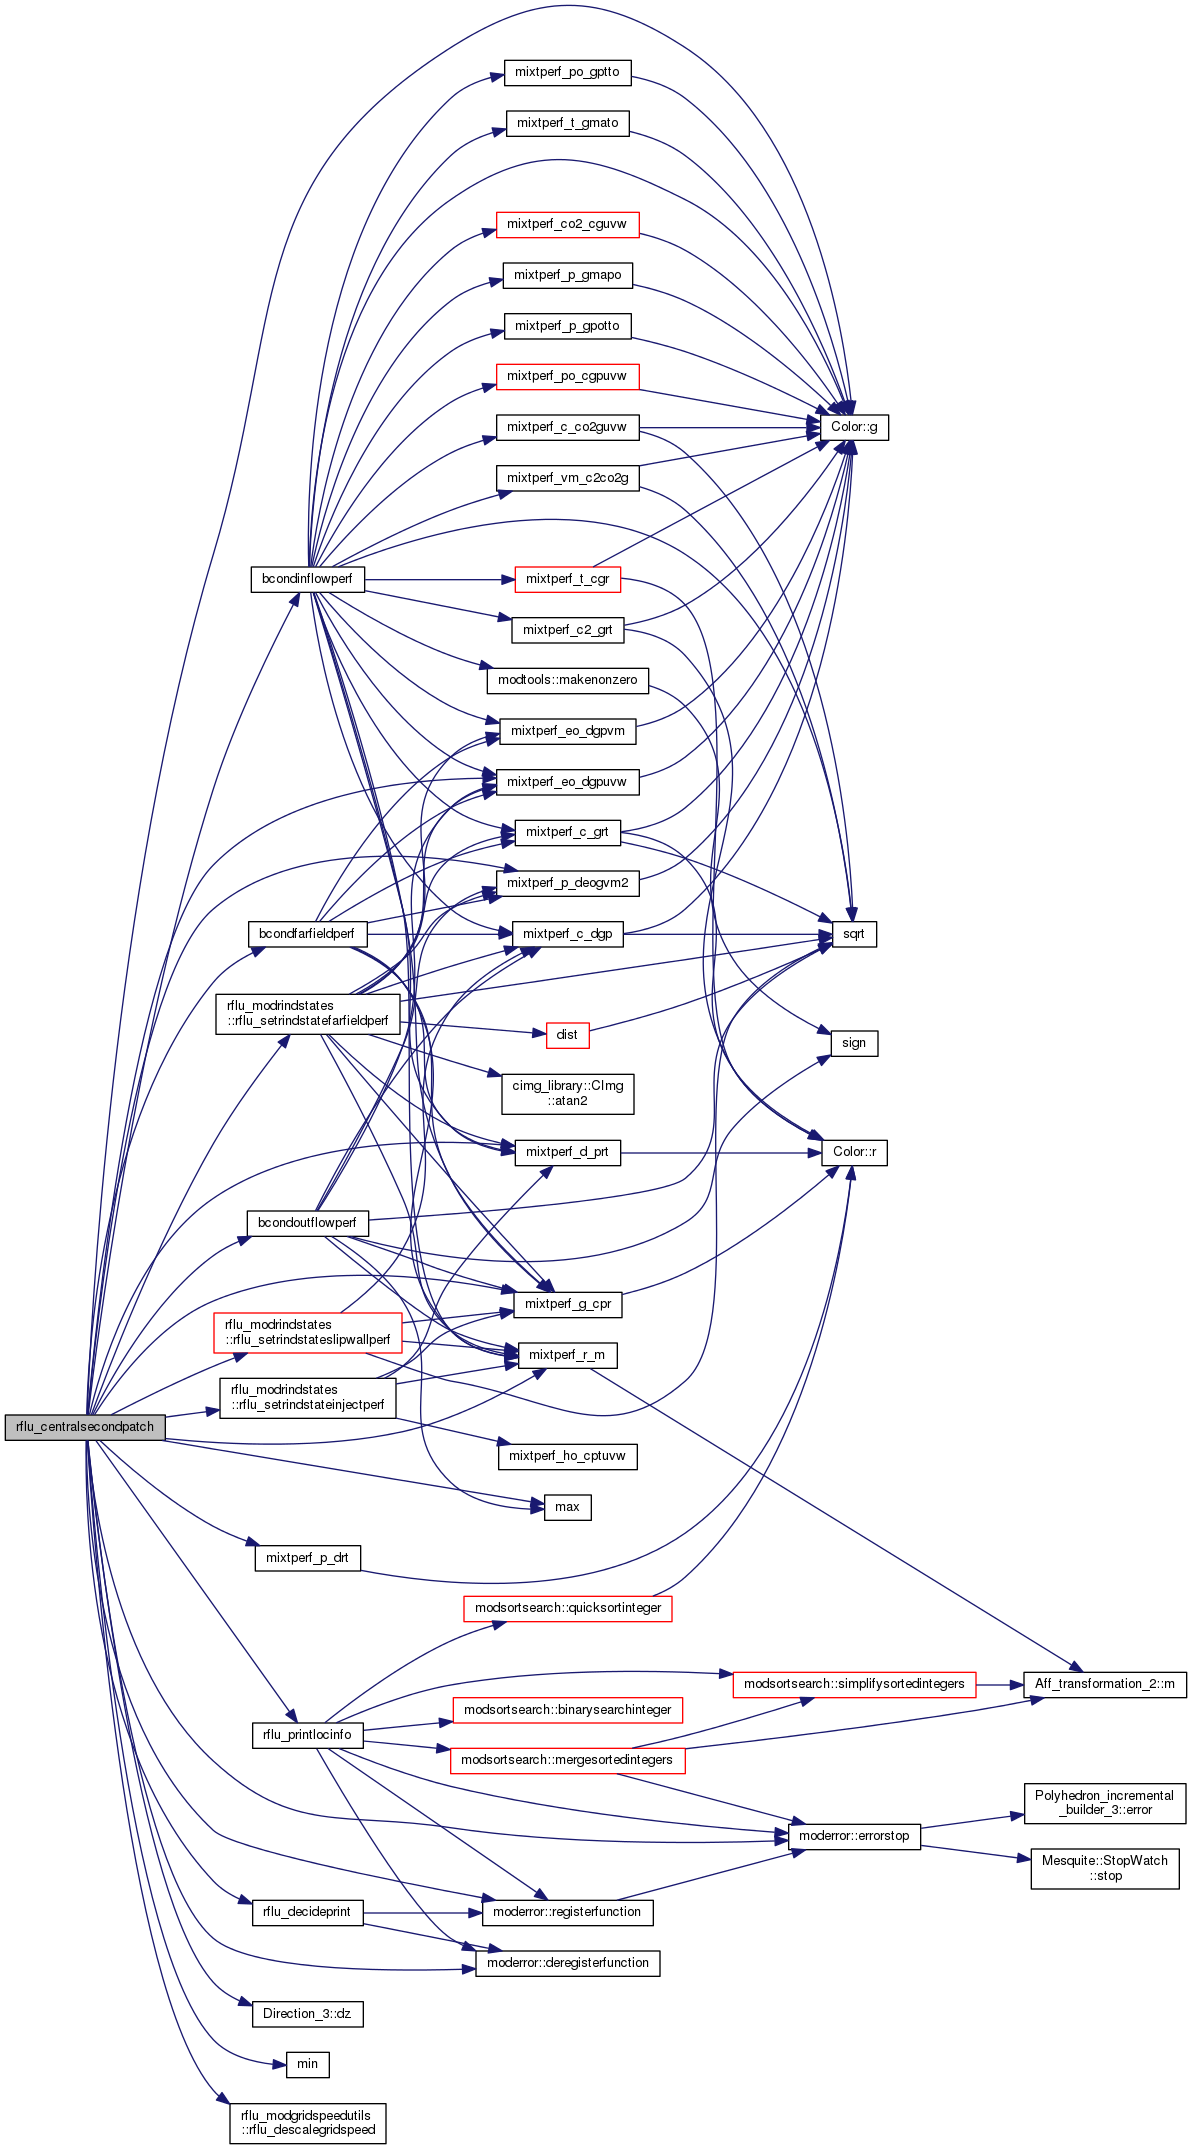 mixtperf_po_gptto
mixtperf_t_gmato
mixtperf_co2_cguvw
mixtperf_p_gmapo
mixtperf_p_gpotto
mixtperf_po_cgpuvw
mixtperf_c_co2guvw
Color::g
mixtperf_vm_c2co2g
bcondinflowperf
mixtperf_t_cgr
mixtperf_c2_grt
modtools::makenonzero
mixtperf_eo_dgpvm
mixtperf_eo_dgpuvw
mixtperf_c_grt
mixtperf_p_deogvm2
bcondfarfieldperf
mixtperf_c_dgp
sqrt
rflu_modrindstates
::rflu_setrindstatefarfieldperf
dist
sign
cimg_library::CImg
::atan2
mixtperf_d_prt
Color::r
bcondoutflowperf
mixtperf_g_cpr
rflu_modrindstates
::rflu_setrindstateslipwallperf
mixtperf_r_m
rflu_modrindstates
::rflu_setrindstateinjectperf
rflu_centralsecondpatch
mixtperf_ho_cptuvw
max
mixtperf_p_drt
modsortsearch::quicksortinteger
modsortsearch::simplifysortedintegers
Aff_transformation_2::m
modsortsearch::binarysearchinteger
rflu_printlocinfo
modsortsearch::mergesortedintegers
Polyhedron_incremental
_builder_3::error
moderror::errorstop
Mesquite::StopWatch
::stop
rflu_decideprint
moderror::registerfunction
moderror::deregisterfunction
Direction_3::dz
min
rflu_modgridspeedutils
::rflu_descalegridspeed